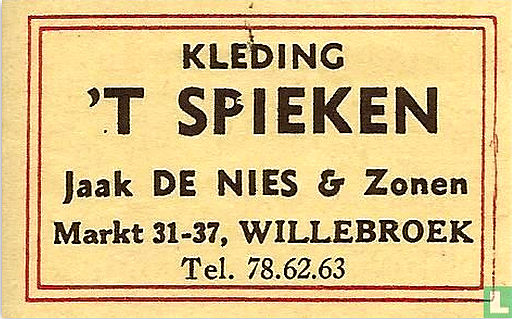 KLEDING
'T SPIEKEN
Jaak DE NIES & Zonen
Markt 31-37, WILLEBROEK
Tel. 78.62.63
L